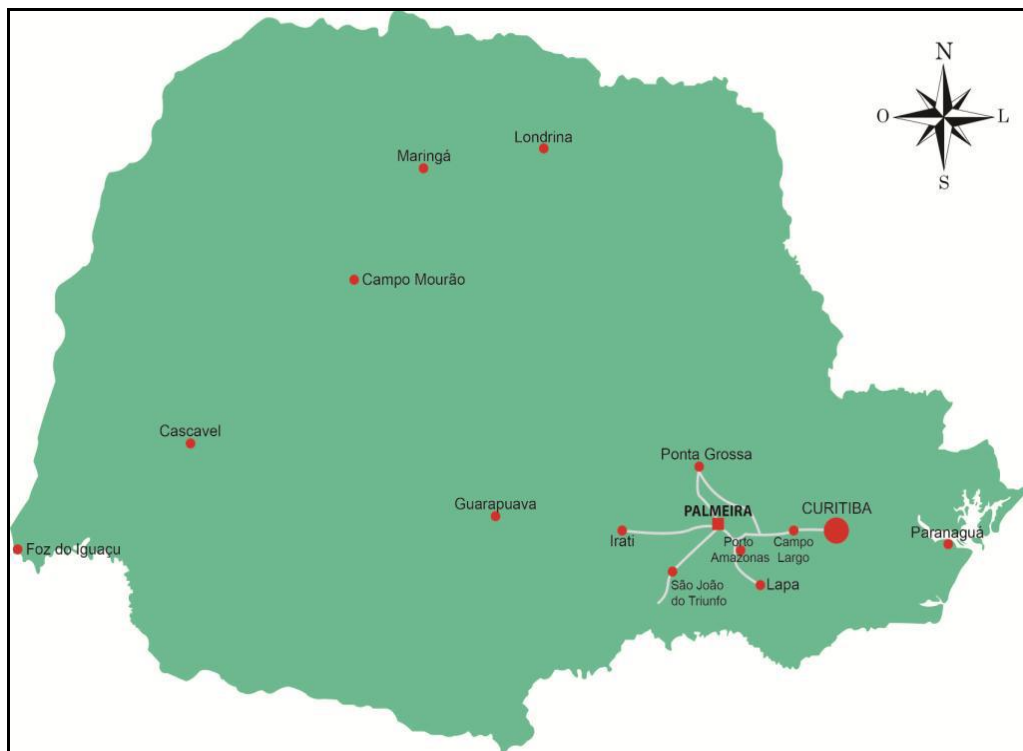 N
O
L
S
Londrina
Maringá
Campo Mourão
Cascavel
Ponta Grossa
Guarapuava
PALMEIRA
CURITIBA
Foz do Iguaçu
Irati
Porto
Amazonas
Campo
Largo
Paranaguá
São João
do Triunfo
Lapa